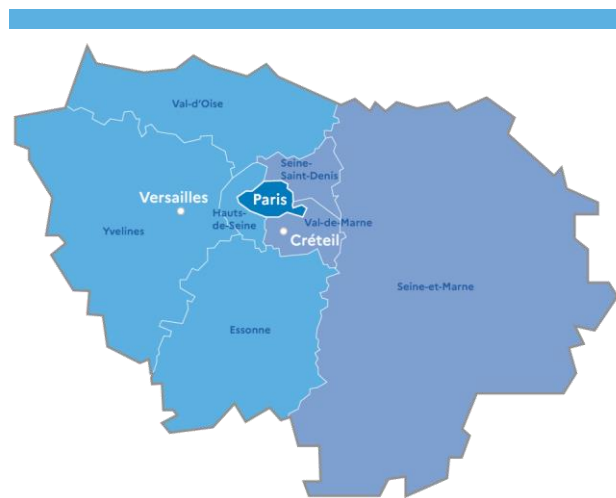 Val-d'Oise
Seine-
Saint-Denis
Versailles
Paris
Hauts-
de-Seine
Val-de-Marne
Yvelines
Créteil
Seine-et-Marne
Essonne